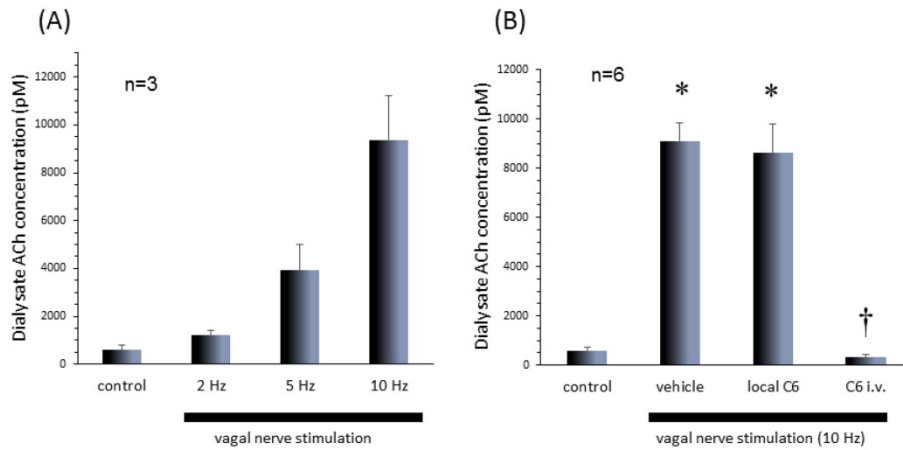 (A)
Dialysate ACh concentration (pM)
12000
10000
8000
6000
4000
2000
0
n=3
control 2 Hz 5 Hz 10 Hz
vagal nerve stimulation
(B)
Dialysate ACh concentration (pM)
12000
10000
8000
6000
4000
2000
0
n=6
* *
†
control vehicle local C6 C6 i.v.
vagal nerve stimulation (10 Hz)